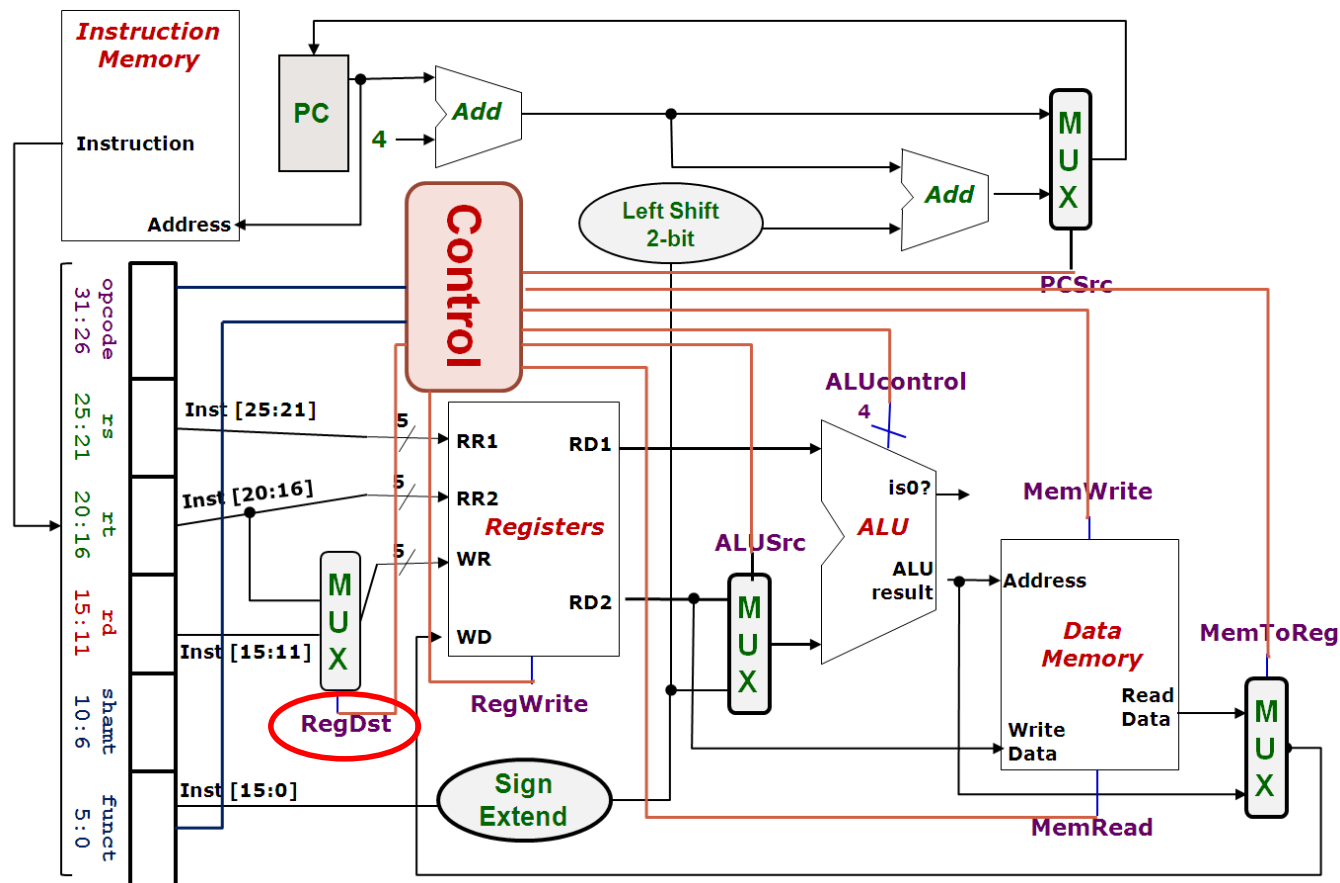 Instruction
Memory
Instruction
Address
PC
4
Add
Add
MUX
Left Shift
2-bit
Control
PCSrc
opcode
31:26
rs
25:21
rt
20:16
rd
15:11
shamt
10:6
funct
5:0
Inst [25:21]
Inst [20:16]
Inst [15:11]
Inst [15:0]
5
5
5
MUX
RegDst
RR1
RR2
WR
WD
Registers
RD1
RD2
RegWrite
Sign
Extend
ALUSrc
MUX
ALUcontrol
4
is0?
ALU
ALU
result
MemWrite
Address
Data
Memory
Read
Data
Write
Data
MemRead
MemToReg
MUX